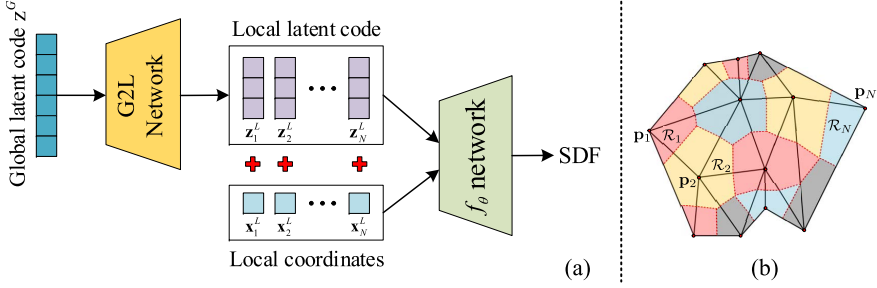 Global latent code z^G
G2L Network
Local latent code
z_1^L z_2^L ••• z_N^L
x_1^L x_2^L ••• x_N^L
Local coordinates
f_θ network
SDF
(a)
p_1
R_1
p_2
R_2
p_N
R_N
(b)